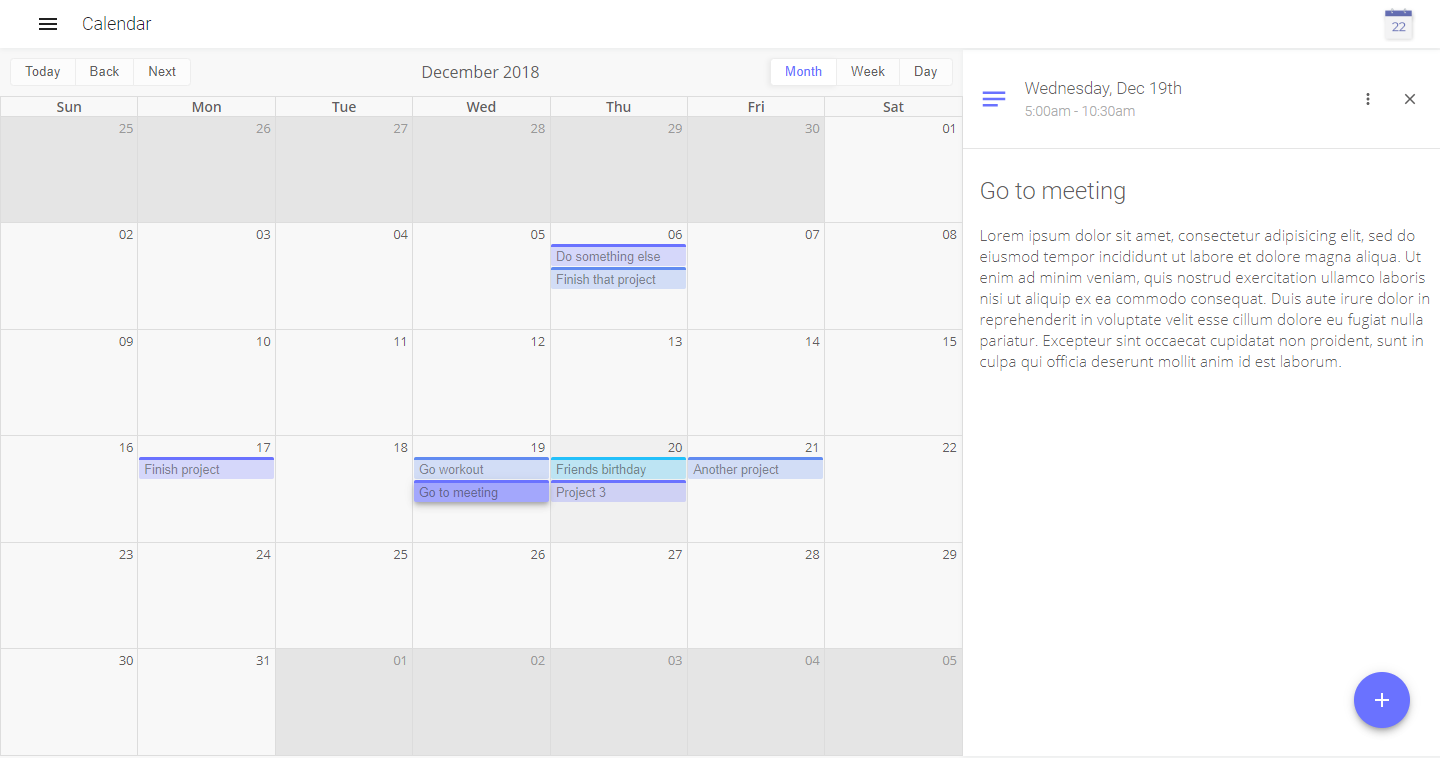 Calendar
22
Today Back Next
December 2018
Month Week Day
Sun Mon Tue Wed Thu Fri Sat
25 26 27 28 29 30 01
02 03 04 05 06 07 08
Do something else
Finish that project
09 10 11 12 13 14 15
16 17 18 19 20 21 22
Finish project Go workout Friends birthday Another project
Go to meeting Project 3
23 24 25 26 27 28 29
30 31 01 02 03 04 05
Wednesday, Dec 19th
5:00am - 10:30am
Go to meeting
Lorem ipsum dolor sit amet, consectetur adipisicing elit, sed do
eiusmod tempor incididunt ut labore et dolore magna aliqua. Ut
enim ad minim veniam, quis nostrud exercitation ullamco laboris
nisi ut aliquip ex ea commodo consequat. Duis aute irure dolor in
reprehenderit in voluptate velit esse cillum dolore eu fugiat nulla
pariatur. Excepteur sint occaecat cupidatat non proident, sunt in
culpa qui officia deserunt mollit anim id est laborum.